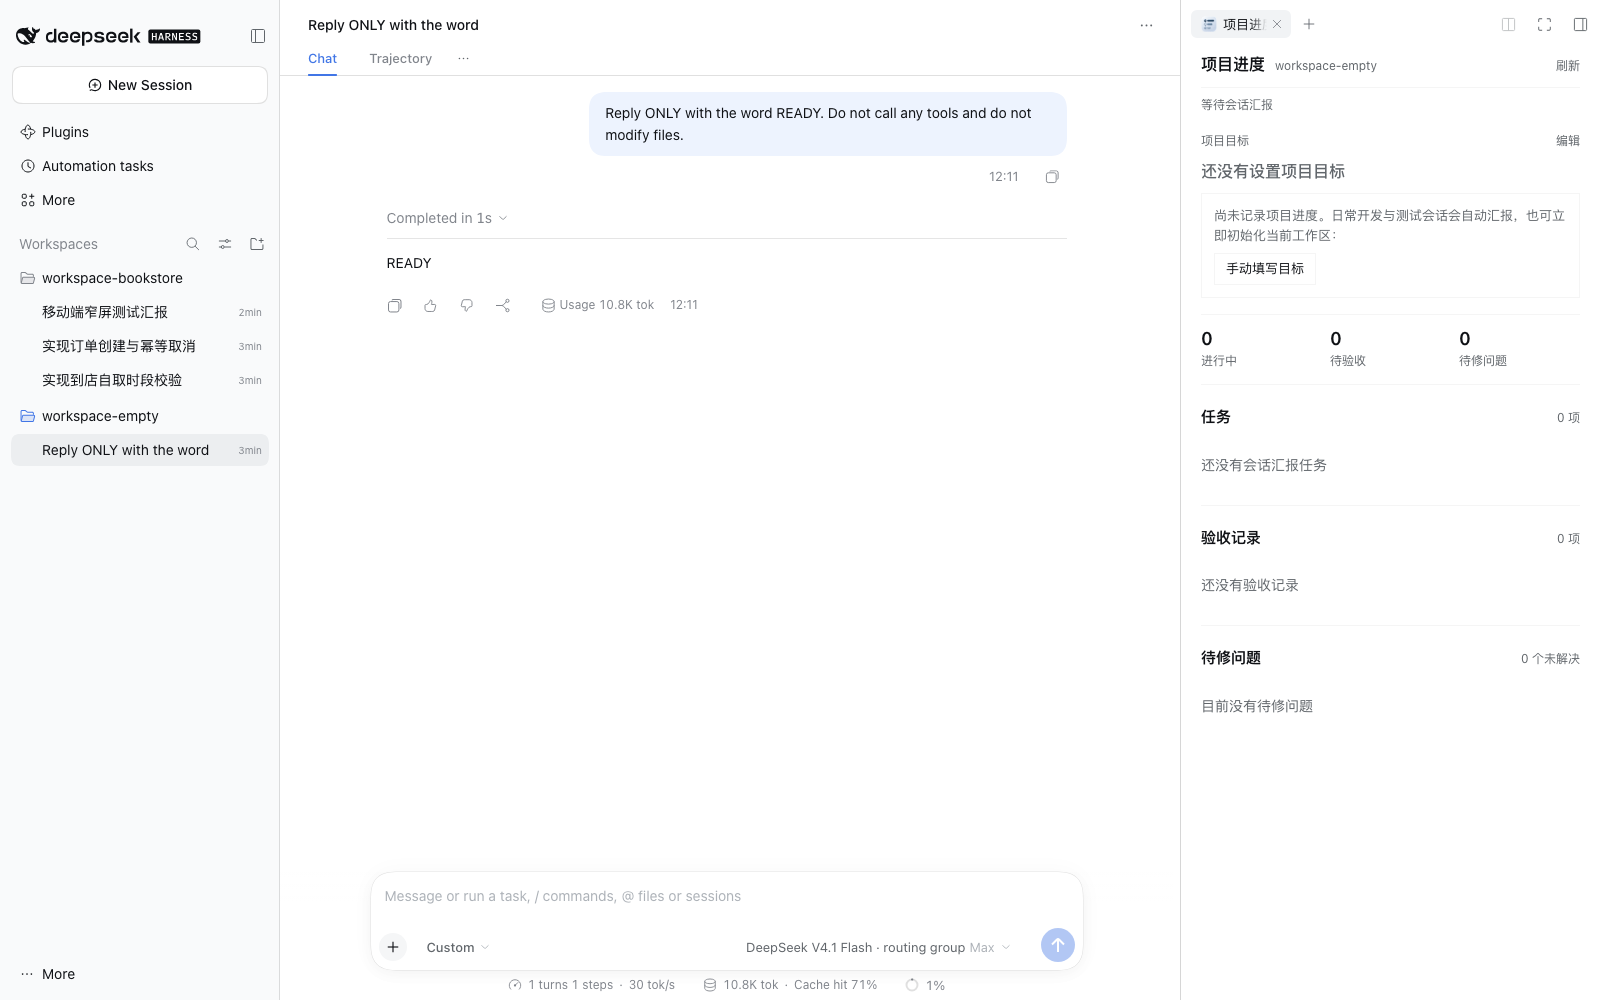 deepseek HARNESS
New Session
Plugins
Automation tasks
More
Workspaces
workspace-bookstore
移动端窄屏测试汇报 2min
实现订单创建与幂等取消 3min
实现到店自取时段校验 3min
workspace-empty
Reply ONLY with the word 3min
More
Reply ONLY with the word
Chat Trajectory
Reply ONLY with the word READY. Do not call any tools and do not
modify files.
12:11
Completed in 1s
READY
Usage 10.8K tok 12:11
Message or run a task, / commands, @ files or sessions
Custom DeepSeek V4.1 Flash · routing group Max
1 turns 1 steps · 30 tok/s 10.8K tok · Cache hit 71% 1%
项目进
项目进度 workspace-empty 刷新
等待会话汇报
项目目标 编辑
还没有设置项目目标
尚未记录项目进度。日常开发与测试会话会自动汇报，也可立
即初始化当前工作区：
手动填写目标
0 0 0
进行中 待验收 待修问题
任务 0 项
还没有会话汇报任务
验收记录 0 项
还没有验收记录
待修问题 0 个未解决
目前没有待修问题